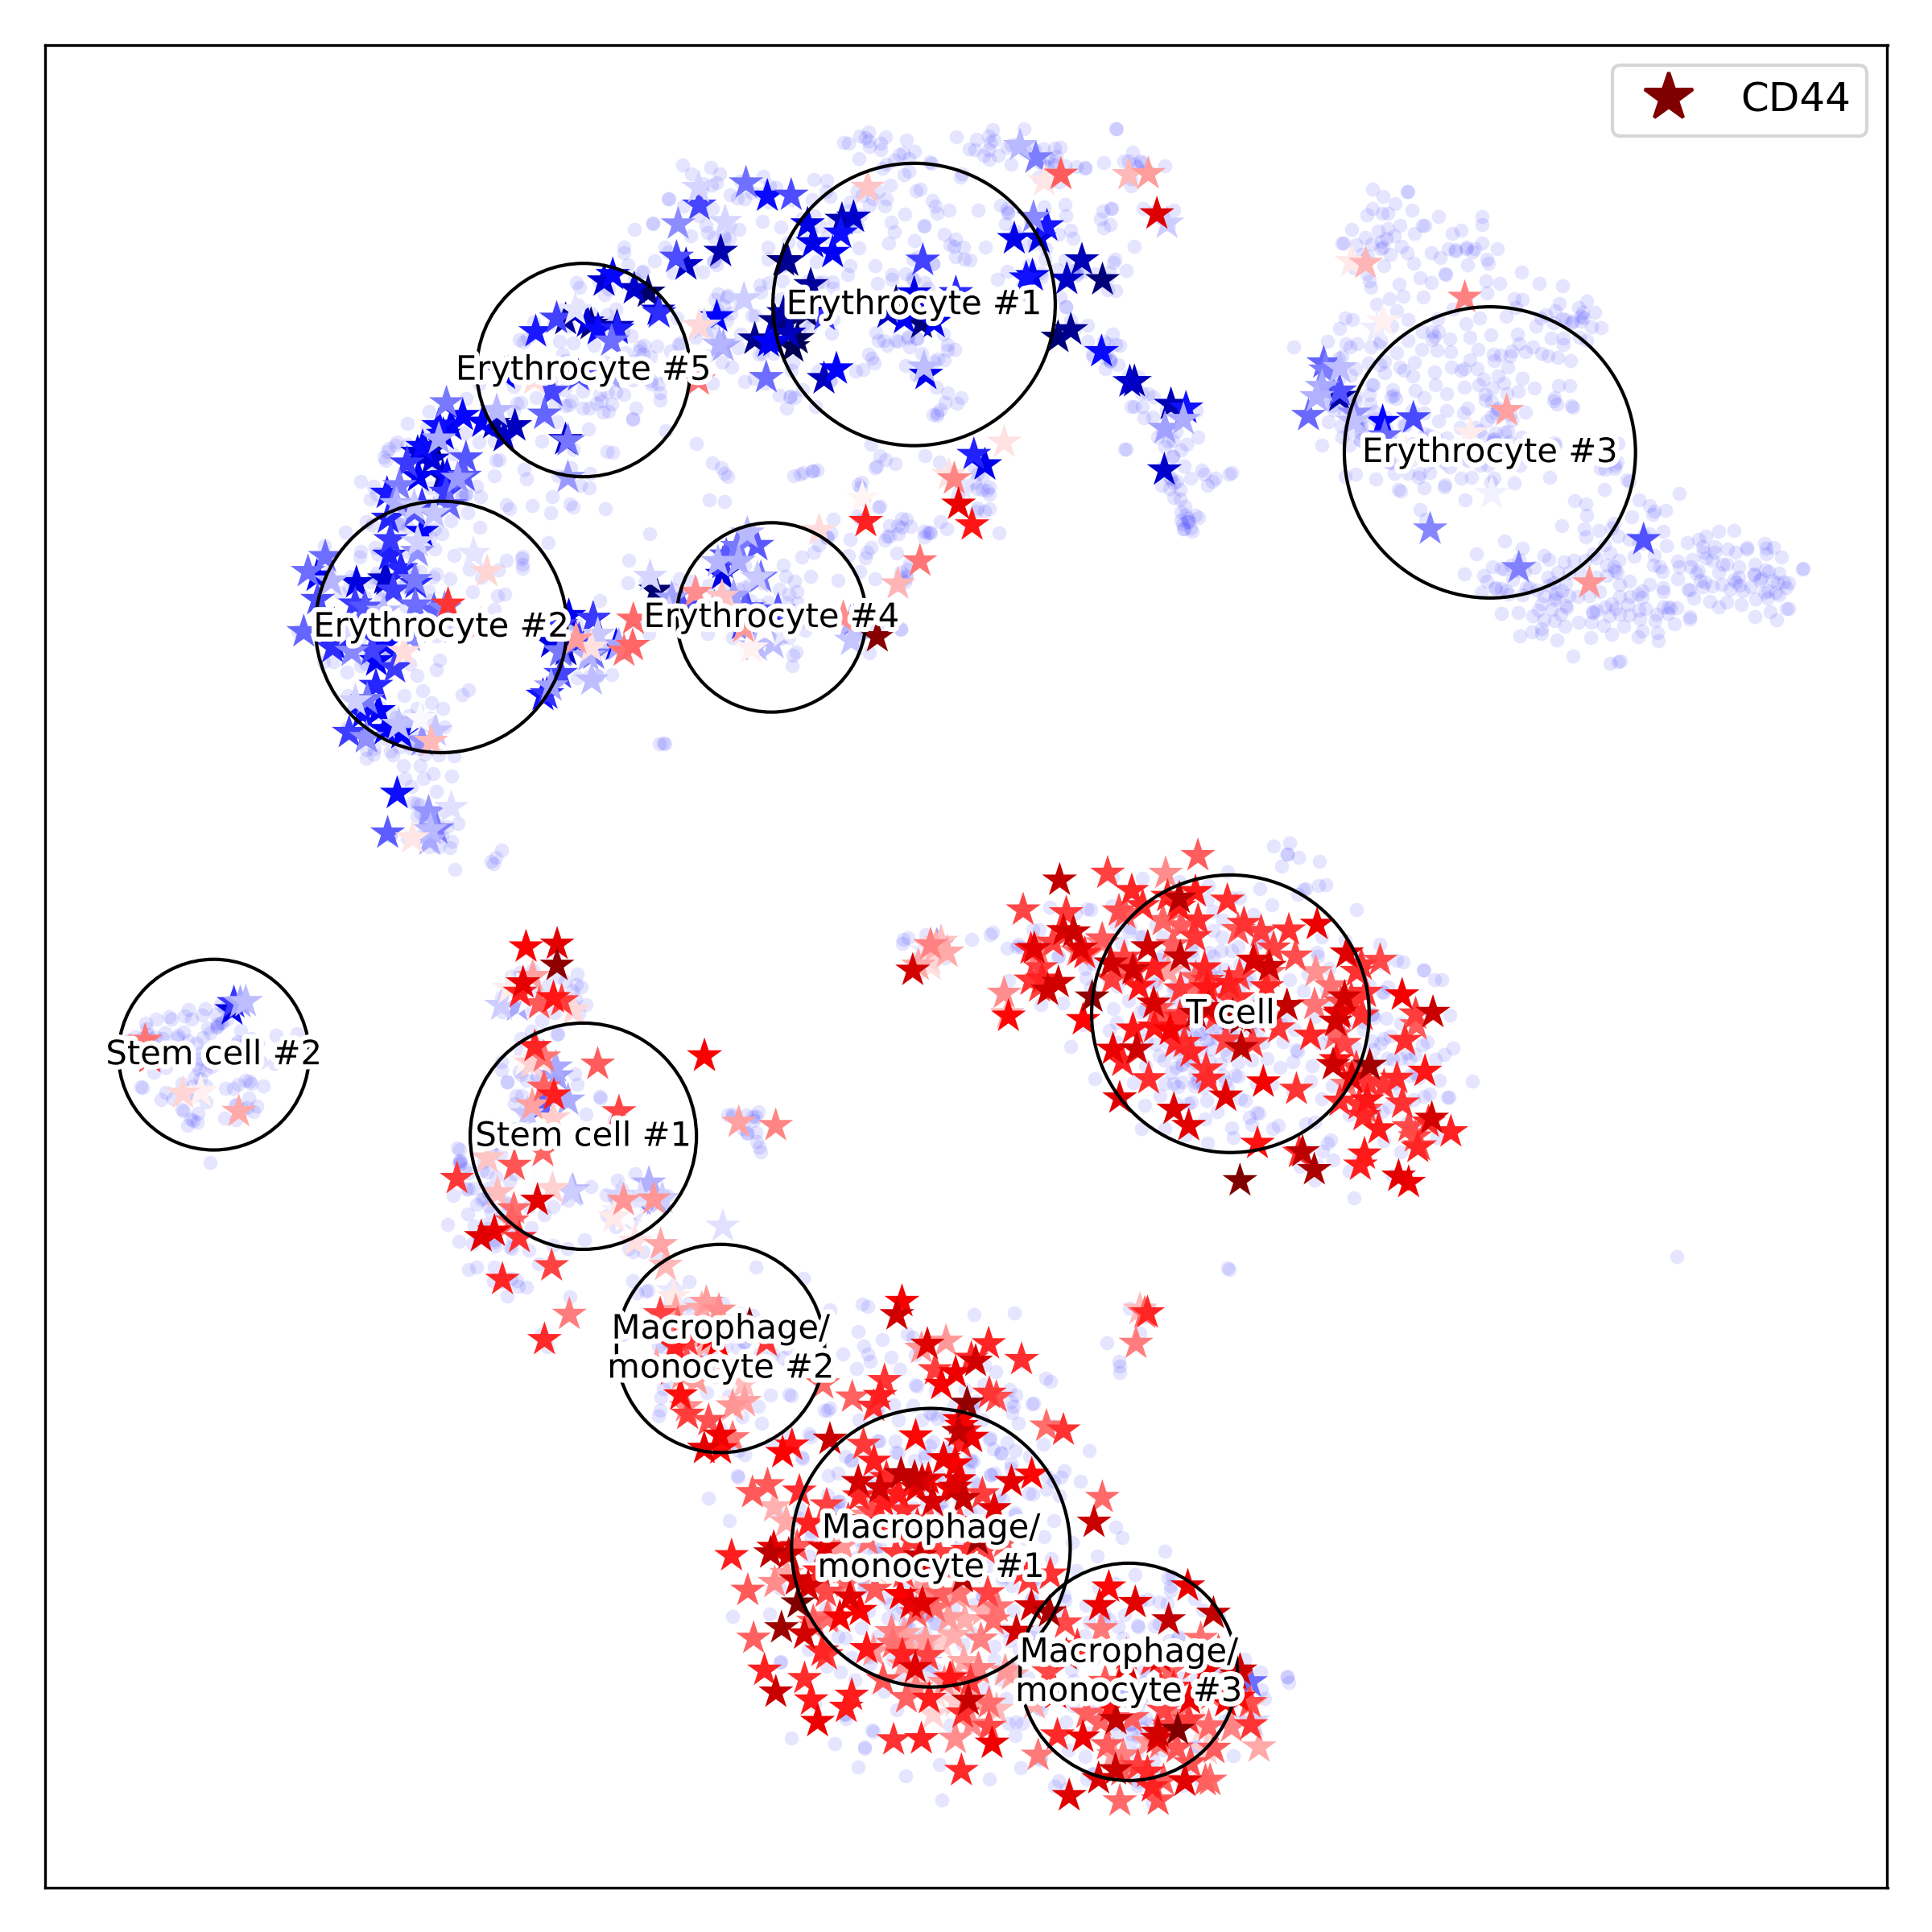 CD44
Erythrocyte #1
Erythrocyte #5
Erythrocyte #3
Erythrocyte #4
Erythrocyte #2
T cell
Stem cell #2
Stem cell #1
Macrophage/
monocyte #2
Macrophage/
monocyte #1
Macrophage/
monocyte #3